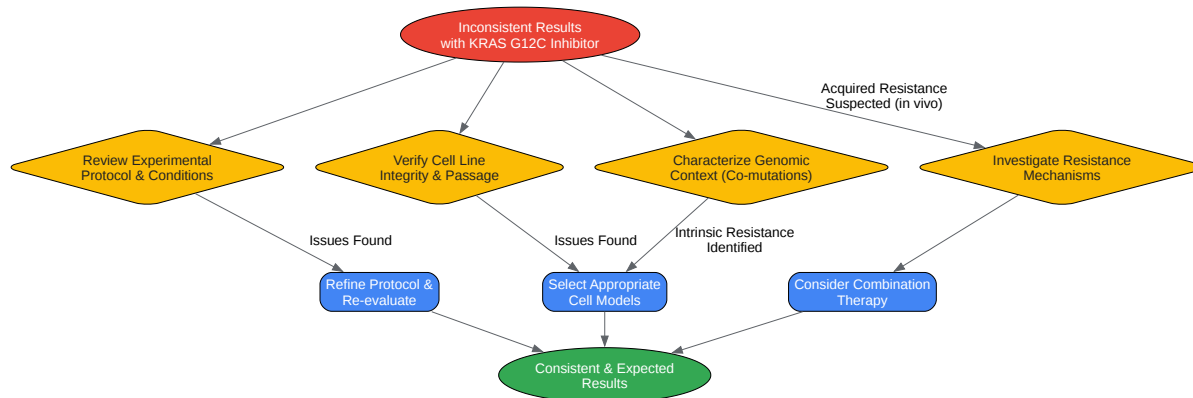 Inconsistent Results
with KRAS G12C Inhibitor
Acquired Resistance
Suspected (in vivo)
Review Experimental
Protocol & Conditions
Verify Cell Line
Integrity & Passage
Characterize Genomic
Context (Co-mutations)
Investigate Resistance
Mechanisms
Issues Found
Issues Found
Intrinsic Resistance
Identified
Refine Protocol &
Re-evaluate
Select Appropriate
Cell Models
Consider Combination
Therapy
Consistent & Expected
Results